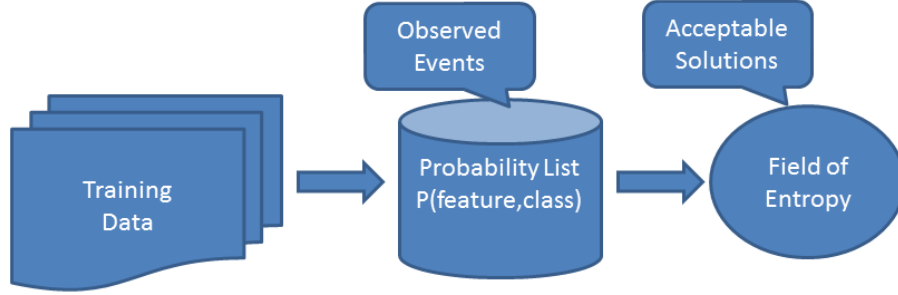 Observed
Events
Acceptable
Solutions
Training
Data
Probability List
P(feature,class)
Field of
Entropy